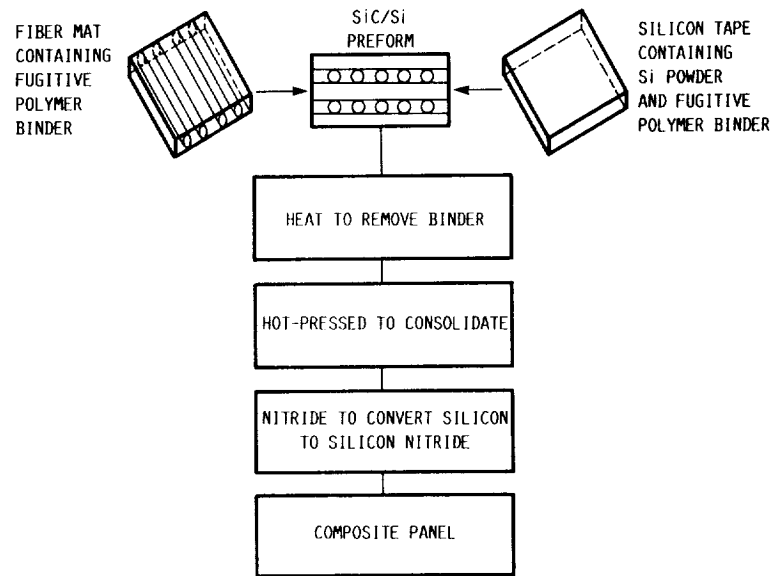 FIBER MAT
CONTAINING
FUGITIVE
POLYMER
BINDER
SiC/Si
PREFORM
SILICON TAPE
CONTAINING
Si POWDER
AND FUGITIVE
POLYMER BINDER
HEAT TO REMOVE BINDER
HOT-PRESSED TO CONSOLIDATE
NITRIDE TO CONVERT SILICON
TO SILICON NITRIDE
COMPOSITE PANEL